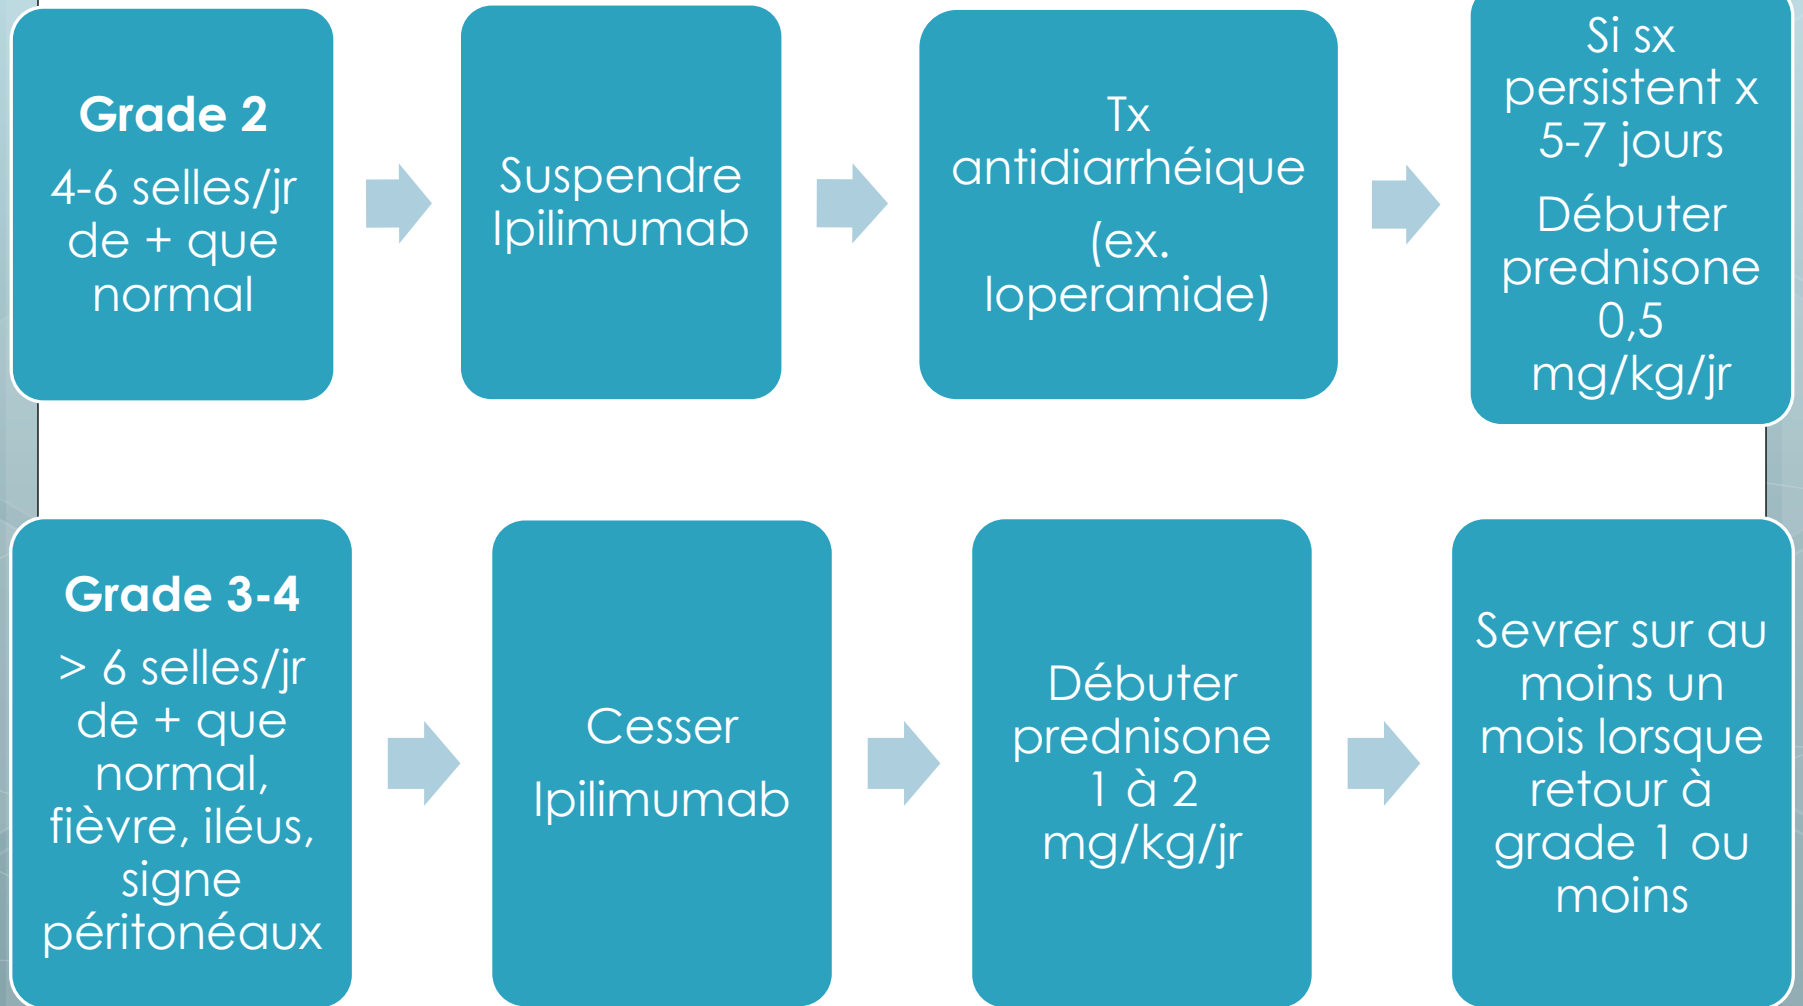 Grade 2
4-6 selles/jr
de + que
normal
Suspendre
Ipilimumab
Tx
antidiarrhéique
(ex.
loperamide)
Si sx
persistent x
5-7 jours
Débuter
prednisone
0,5
mg/kg/jr
Grade 3-4
> 6 selles/jr
de + que
normal,
fièvre, iléus,
signe
péritonéaux
Cesser
Ipilimumab
Débuter
prednisone
1 à 2
mg/kg/jr
Sevrer sur au
moins un
mois lorsque
retour à
grade 1 ou
moins